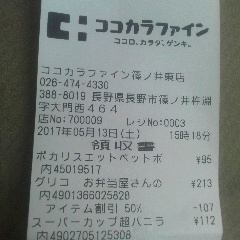 ココカラファイン
ココロ、カラダ、ゲンキ。
ココカラファイン篠ノ井東店
026-474-4330
388-8019 長野県長野市篠ノ井杵淵
字大門西464
店No:700009 レジNo:0003
2017年05月13日(土) 15時18分
領収書
ポカリスエットペットボ ¥95
内45019517
グリコ お弁当屋さんの ¥213
内4901366025828
アイテム割引 50% -107
スーパーカップ超バニラ ¥112
内4902705125308